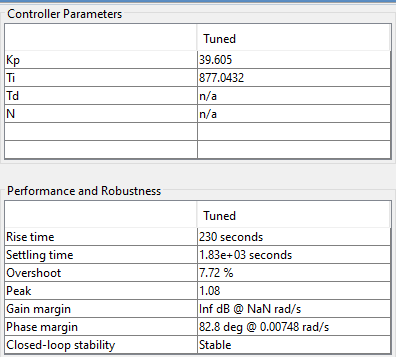 Controller Parameters
Tuned
Kp 39.605
Ti 877.0432
Td n/a
N n/a
Performance and Robustness
Tuned
Rise time 230 seconds
Settling time 1.83e+03 seconds
Overshoot 7.72 %
Peak 1.08
Gain margin Inf dB @ NaN rad/s
Phase margin 82.8 deg @ 0.00748 rad/s
Closed-loop stability Stable